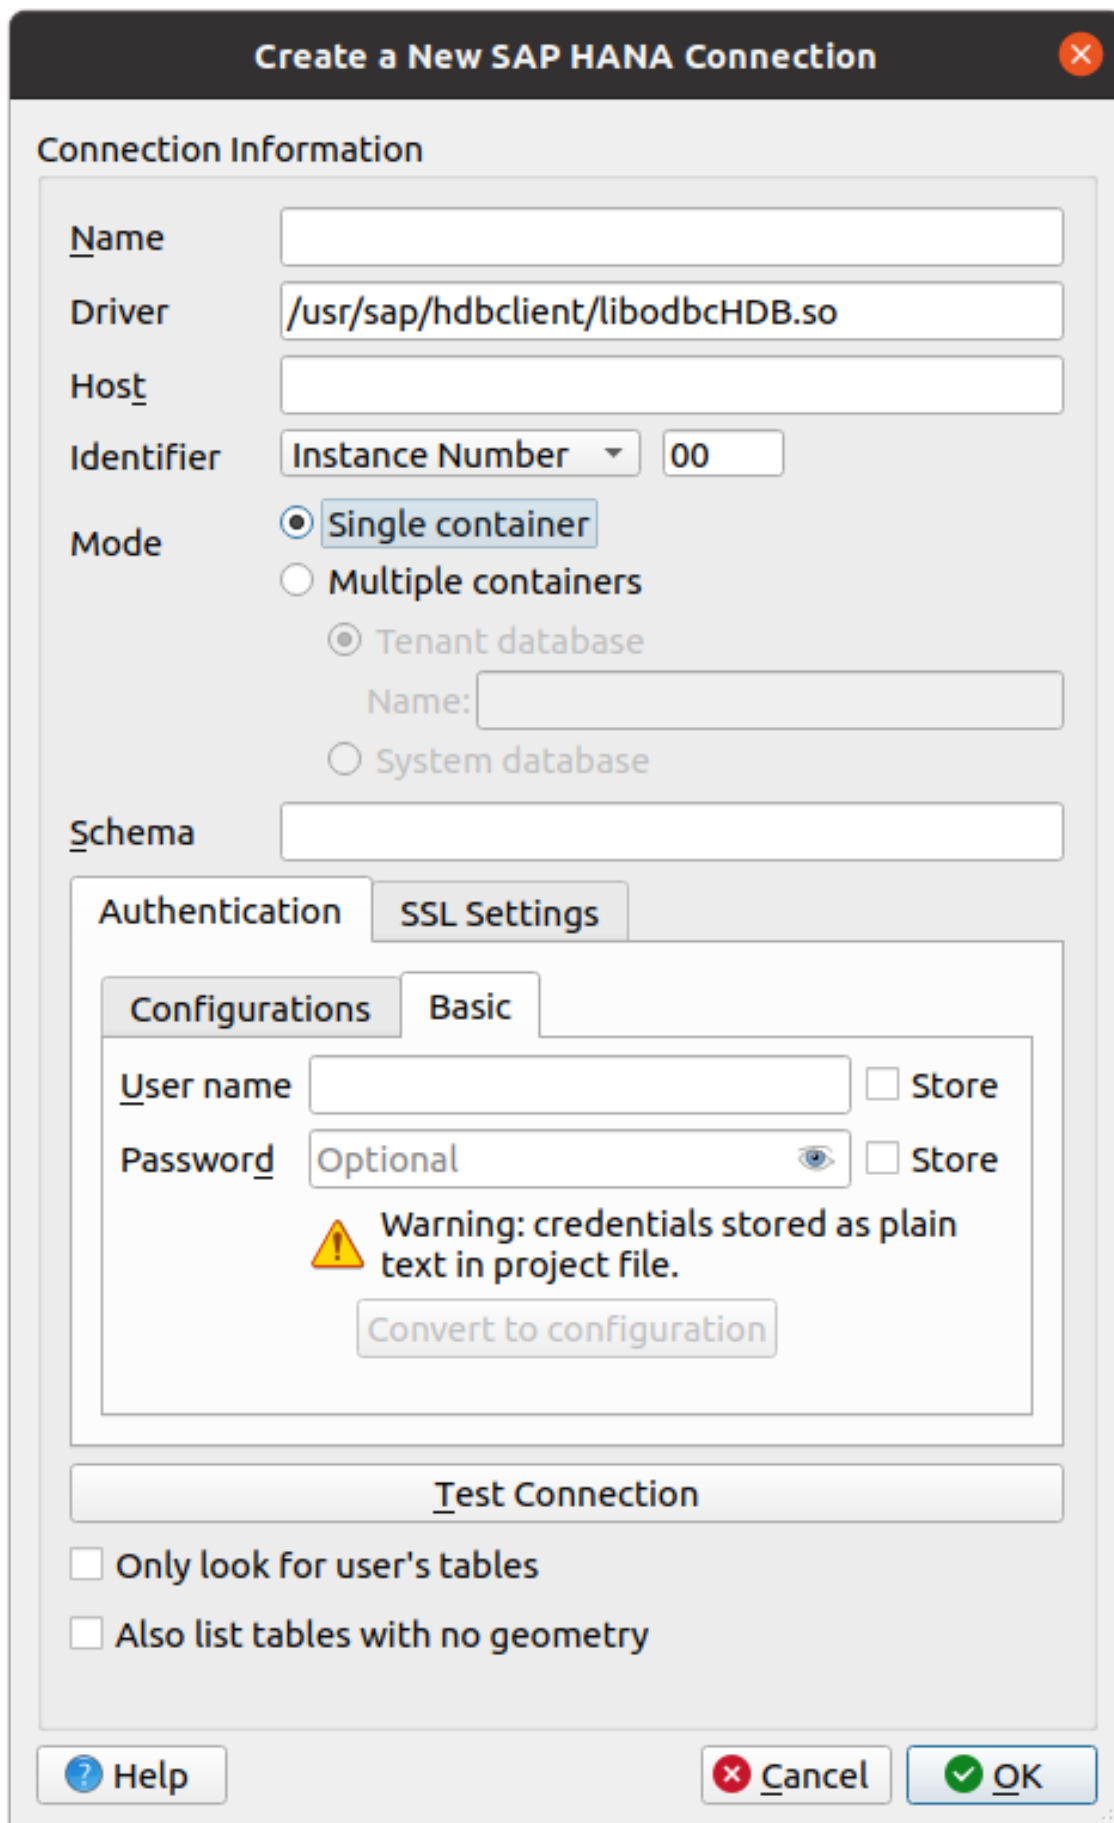 Create a New SAP HANA Connection
Connection Information
Name
Driver /usr/sap/hdbclient/libodbcHDB.so
Host
Identifier Instance Number 00
Mode Single container
Multiple containers
Tenant database
Name:
System database
Schema
Authentication SSL Settings
Configurations Basic
User name Store
Password Optional Store
Warning: credentials stored as plain
text in project file.
Convert to configuration
Test Connection
Only look for user's tables
Also list tables with no geometry
Help Cancel OK